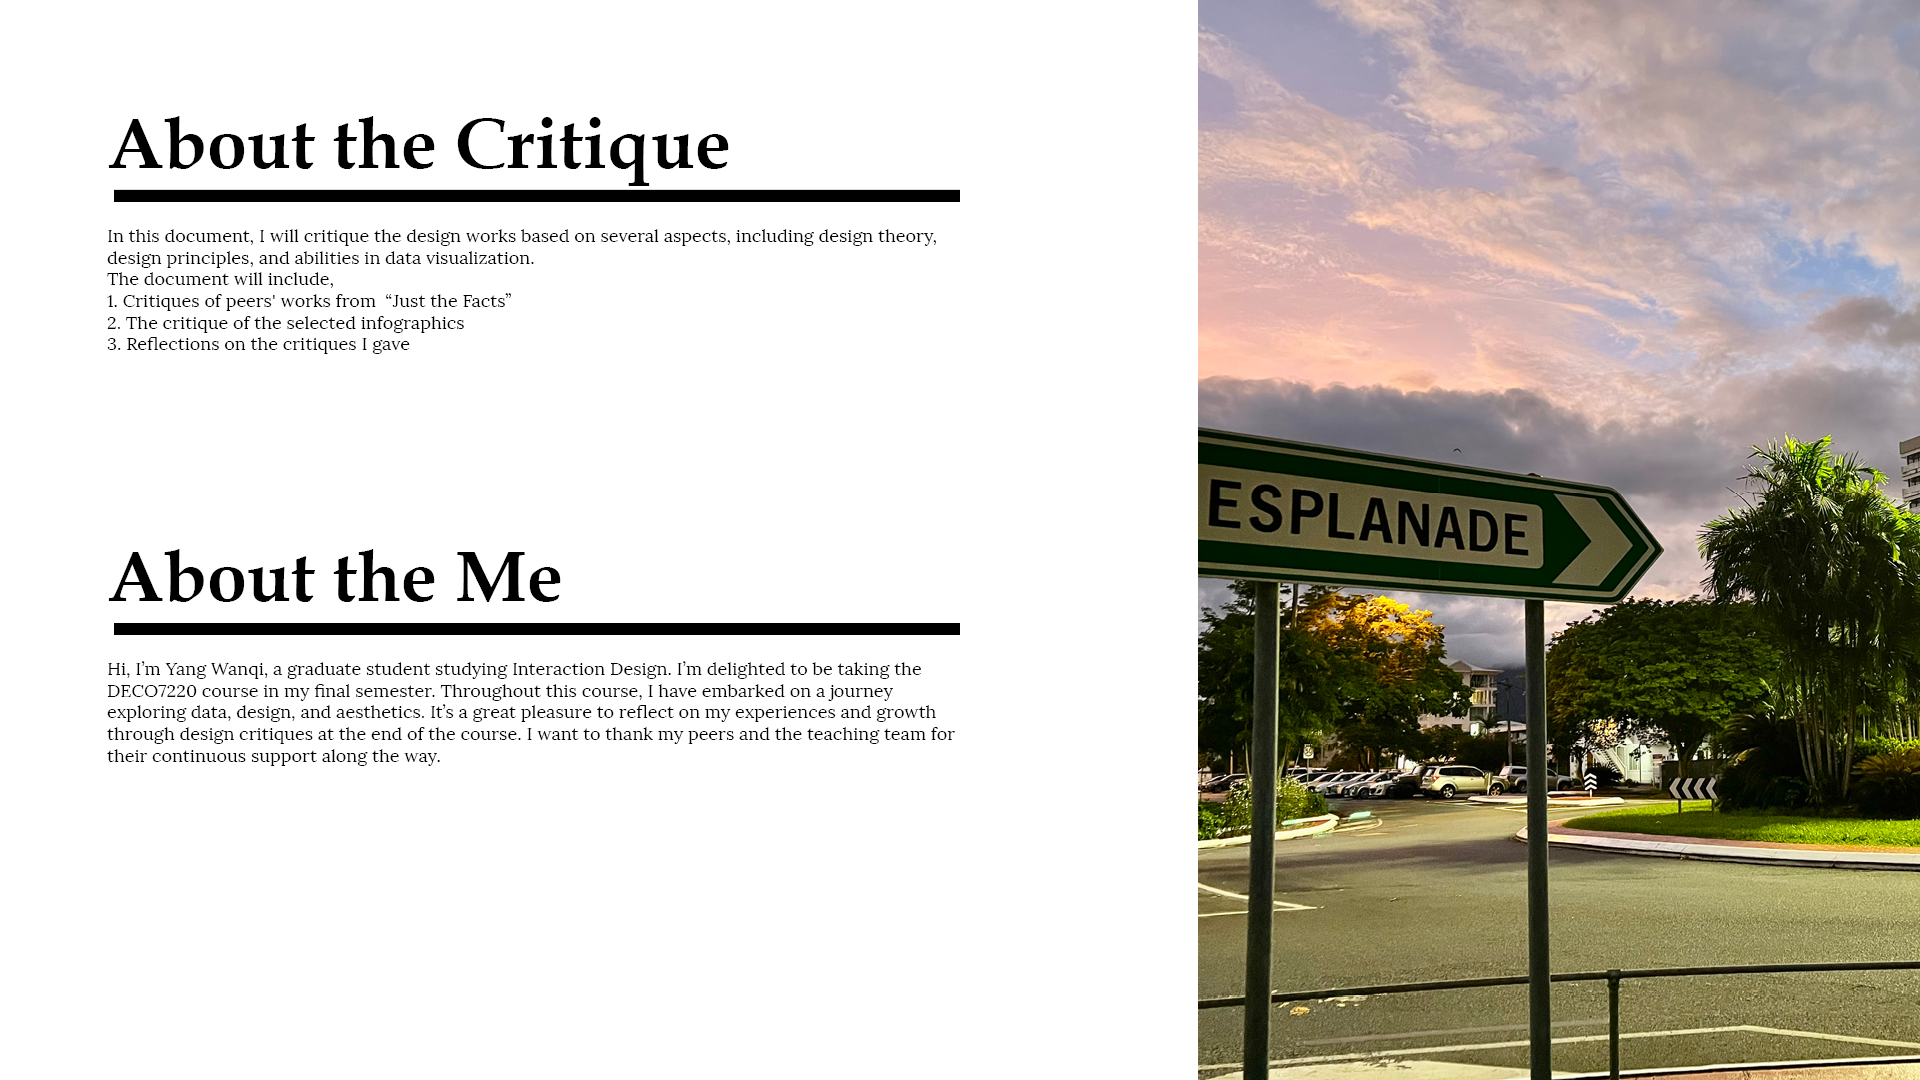 About the Critique
In this document, I will critique the design works based on several aspects, including design theory,
design principles, and abilities in data visualization.
The document will include,
1. Critiques of peers' works from  “Just the Facts”
2. The critique of the selected infographics
3. Reflections on the critiques I gave
About the Me
Hi, I’m Yang Wanqi, a graduate student studying Interaction Design. I’m delighted to be taking the
DECO7220 course in my final semester. Throughout this course, I have embarked on a journey
exploring data, design, and aesthetics. It’s a great pleasure to reflect on my experiences and growth
through design critiques at the end of the course. I want to thank my peers and the teaching team for
their continuous support along the way.
ESPLANADE